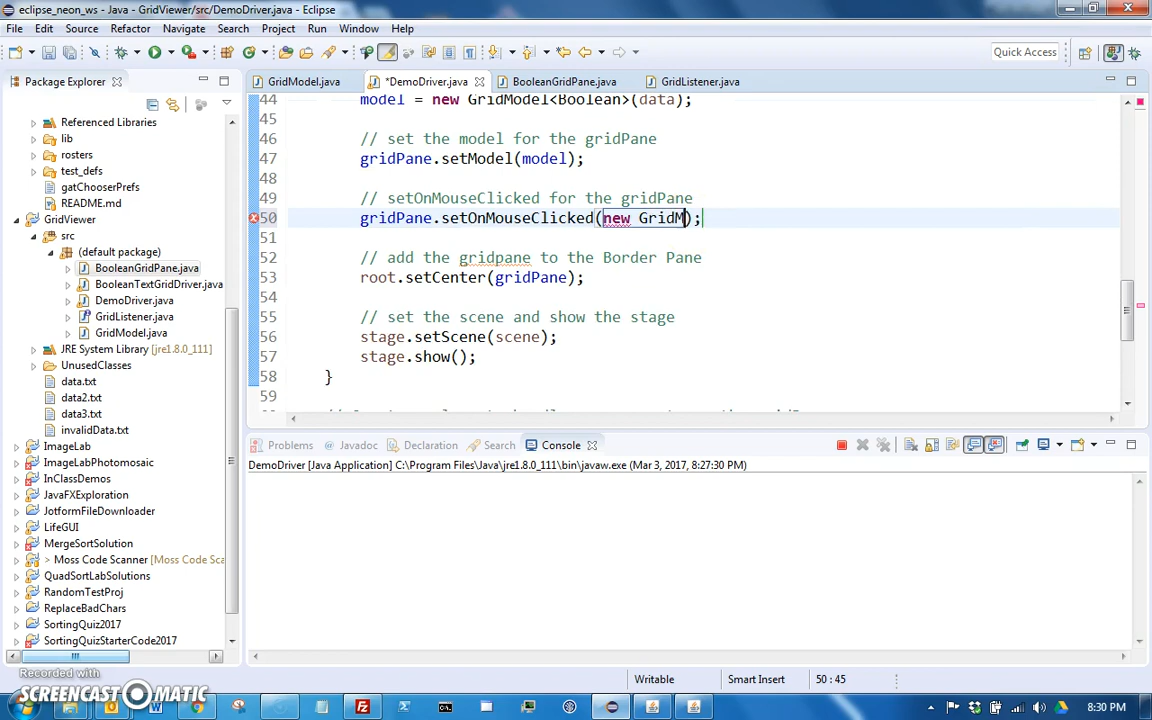 eclipse_neon_ws - Java - GridViewer/src/DemoDriver.java - Eclipse
File Edit Source Refactor Navigate Search Project Run Window Help
Quick Access
Package Explorer
GridModel.java *DemoDriver.java BooleanGridPane.java GridListener.java
Referenced Libraries
lib
rosters
test_defs
gatChooserPrefs
README.md
GridViewer
src
(default package)
BooleanGridPane.java
BooleanTextGridDriver.java
DemoDriver.java
GridListener.java
GridModel.java
JRE System Library [jre1.8.0_111]
UnusedClasses
data.txt
data2.txt
data3.txt
invalidData.txt
ImageLab
ImageLabPhotomosaic
InClassDemos
JavaFXExploration
JotformFileDownloader
LifeGUI
MergeSortLab
> Moss Code Scanner [Moss Code Sca
QuadSortLabSolutions
RandomTestProj
ReplaceBadChars
SortingQuiz2017
SortingQuizStarterCode2017
44 model = new GridModel<Boolean>(data);
45
46 // set the model for the gridPane
47 gridPane.setModel(model);
48
49 // setOnMouseClicked for the gridPane
50 gridPane.setOnMouseClicked(new GridM);
51
52 // add the gridpane to the Border Pane
53 root.setCenter(gridPane);
54
55 // set the scene and show the stage
56 stage.setScene(scene);
57 stage.show();
58 }
59
Problems Javadoc Declaration Search Console
DemoDriver [Java Application] C:\Program Files\Java\jre1.8.0_111\bin\javaw.exe (Mar 3, 2017, 8:27:30 PM)
Writable Smart Insert 50 : 45
Recorded with
SCREENCAST MATIC
8:30 PM